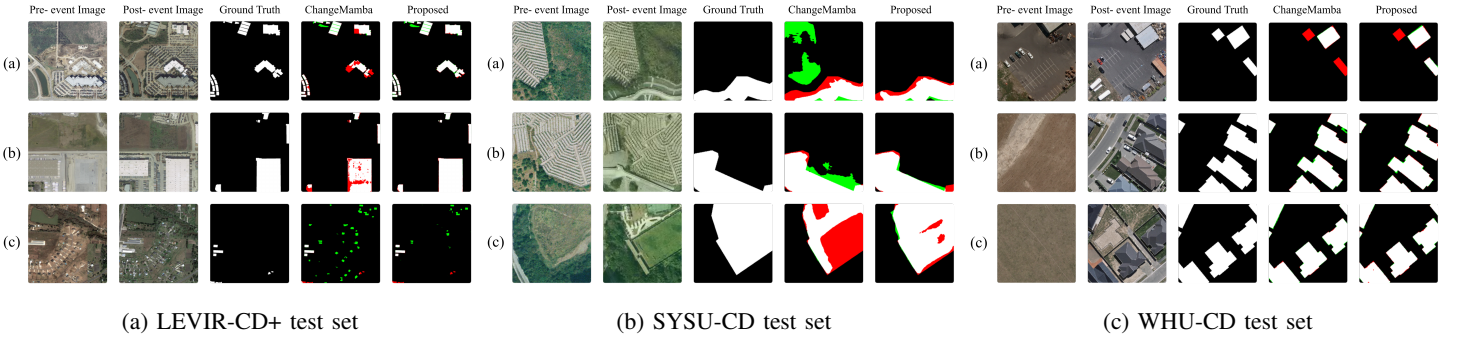 Pre- event Image Post- event Image Ground Truth ChangeMamba Proposed
(a)
(b)
(c)
(a) LEVIR-CD+ test set
Pre- event Image Post- event Image Ground Truth ChangeMamba Proposed
(a)
(b)
(c)
(b) SYSU-CD test set
Pre- event Image Post- event Image Ground Truth ChangeMamba Proposed
(a)
(b)
(c)
(c) WHU-CD test set